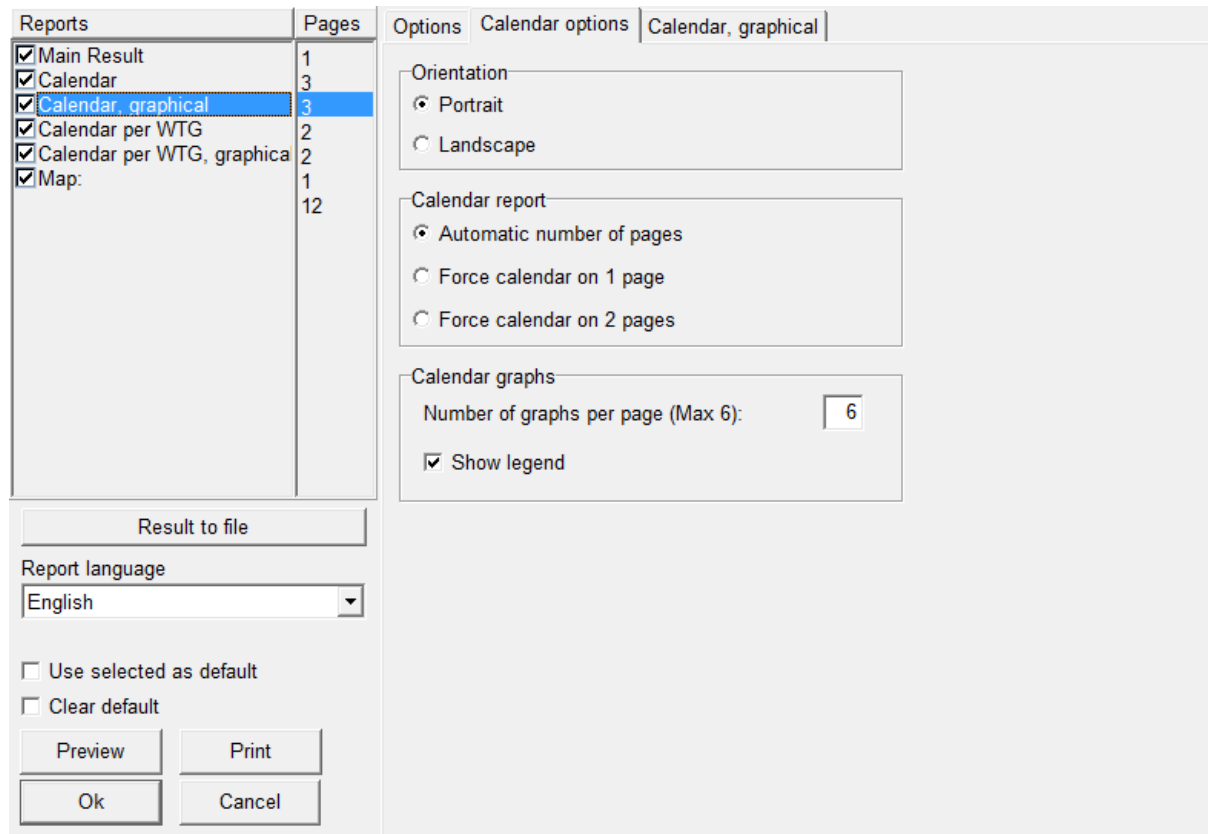 Reports Pages
Main Result 1
Calendar 3
Calendar, graphical 3
Calendar per WTG 2
Calendar per WTG, graphical 2
Map: 1
12
Result to file
Report language
English
Use selected as default
Clear default
Preview Print
Ok Cancel
Options Calendar options Calendar, graphical
Orientation
Portrait
Landscape
Calendar report
Automatic number of pages
Force calendar on 1 page
Force calendar on 2 pages
Calendar graphs
Number of graphs per page (Max 6): 6
Show legend